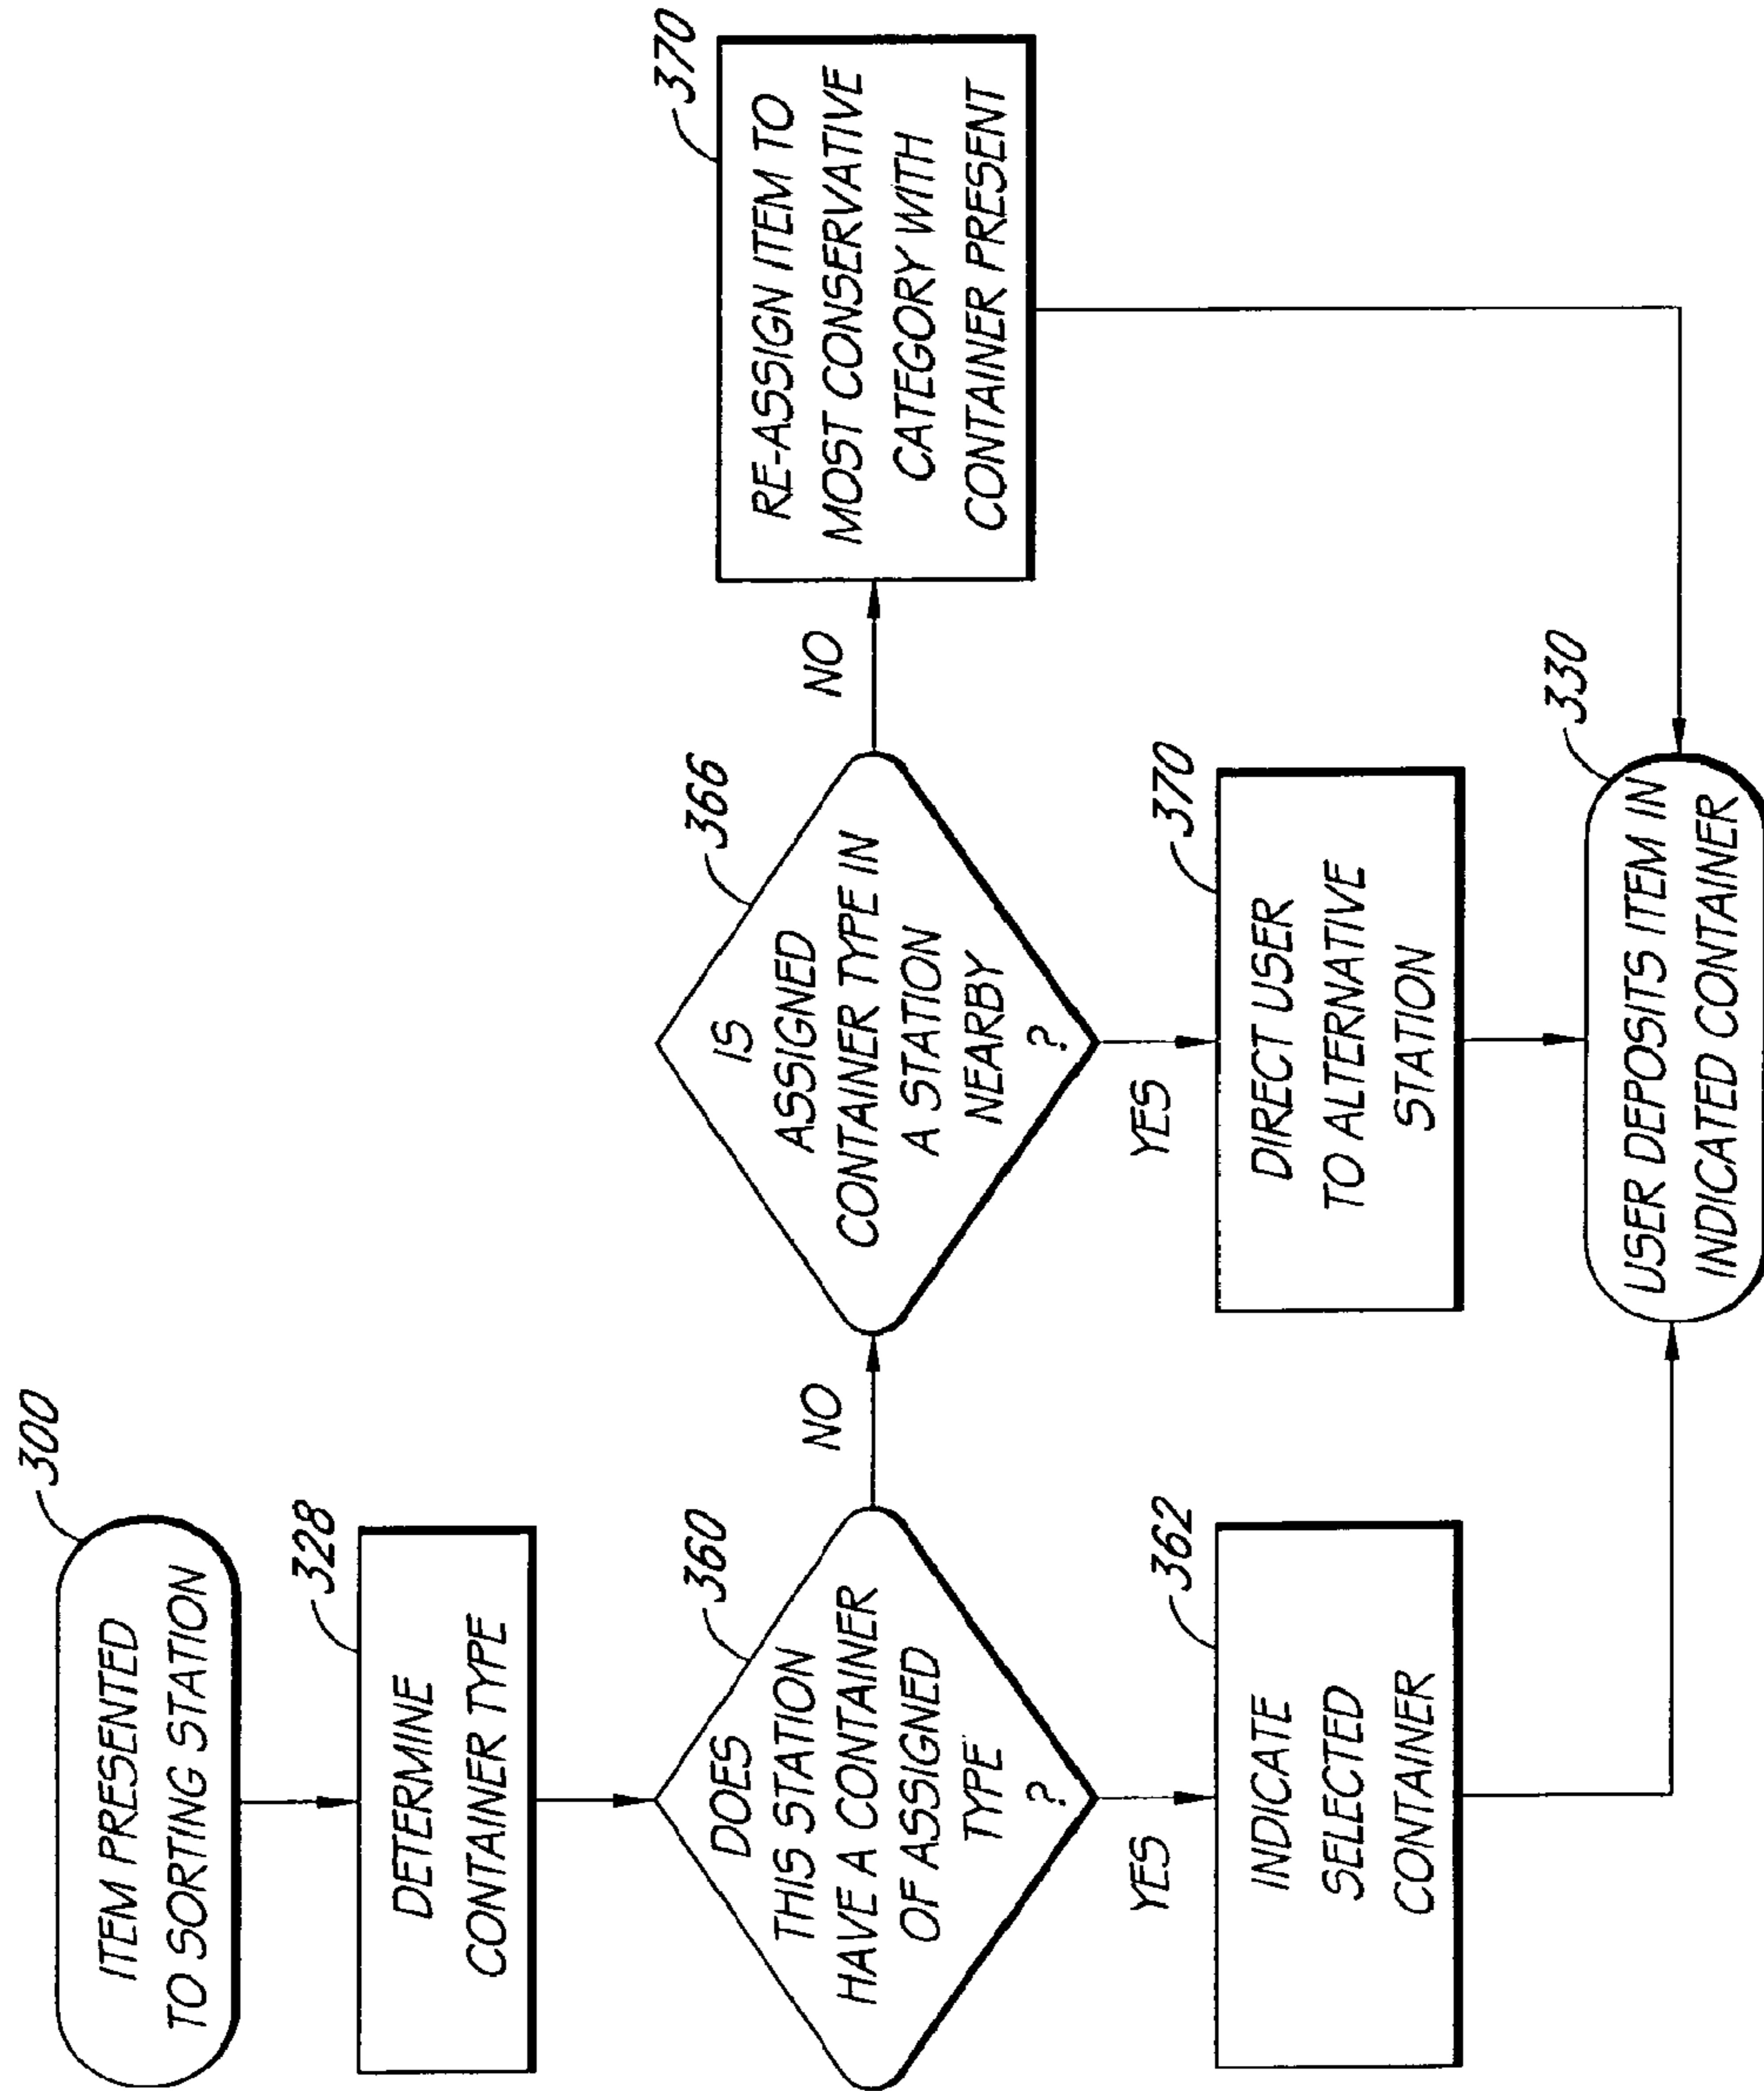 300
ITEM PRESENTED
TO SORTING STATION
328
DETERMINE
CONTAINER TYPE
360
DOES
THIS STATION
HAVE A CONTAINER
OF ASSIGNED
TYPE
?
NO
YES
366
IS
ASSIGNED
CONTAINER TYPE IN
A STATION
NEARBY
?
NO
YES
370
RE-ASSIGN ITEM TO
MOST CONSERVATIVE
CATEGORY WITH
CONTAINER PRESENT
362
INDICATE
SELECTED
CONTAINER
370
DIRECT USER
TO ALTERNATIVE
STATION
330
USER DEPOSITS ITEM IN
INDICATED CONTAINER